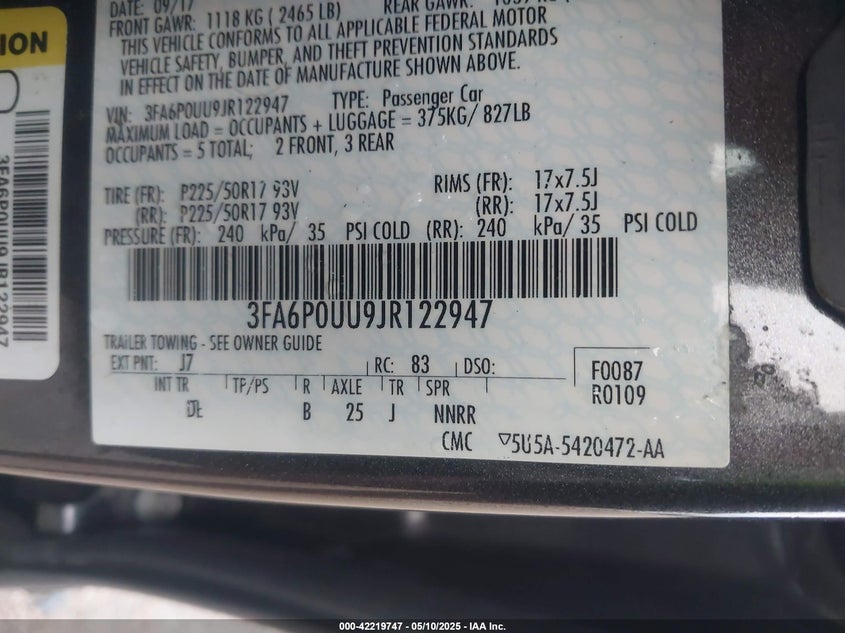 ION
3FA6P0UU9JR122947
DATE: 09/17 REAR GAWR:
FRONT GAWR: 1118 KG ( 2465 LB)
THIS VEHICLE CONFORMS TO ALL APPLICABLE FEDERAL MOTOR
VEHICLE SAFETY, BUMPER, AND THEFT PREVENTION STANDARDS
IN EFFECT ON THE DATE OF MANUFACTURE SHOWN ABOVE.
VIN: 3FA6P0UU9JR122947 TYPE: Passenger Car
MAXIMUM LOAD = OCCUPANTS + LUGGAGE = 375KG/ 827LB
OCCUPANTS = 5 TOTAL; 2 FRONT, 3 REAR
TIRE (FR): P225/50R17 93V RIMS (FR): 17x7.5J
(RR): P225/50R17 93V (RR): 17x7.5J
PRESSURE (FR): 240 kPa/ 35 PSI COLD (RR): 240 kPa/ 35 PSI COLD
3FA6P0UU9JR122947
TRAILER TOWING - SEE OWNER GUIDE
EXT PNT: J7 RC: 83 DSO: F0087
INT TR TP/PS R AXLE TR SPR R0109
B 25 J NNRR
CMC ▽5U5A-5420472-AA
000-42219747 - 05/10/2025 - IAA Inc.